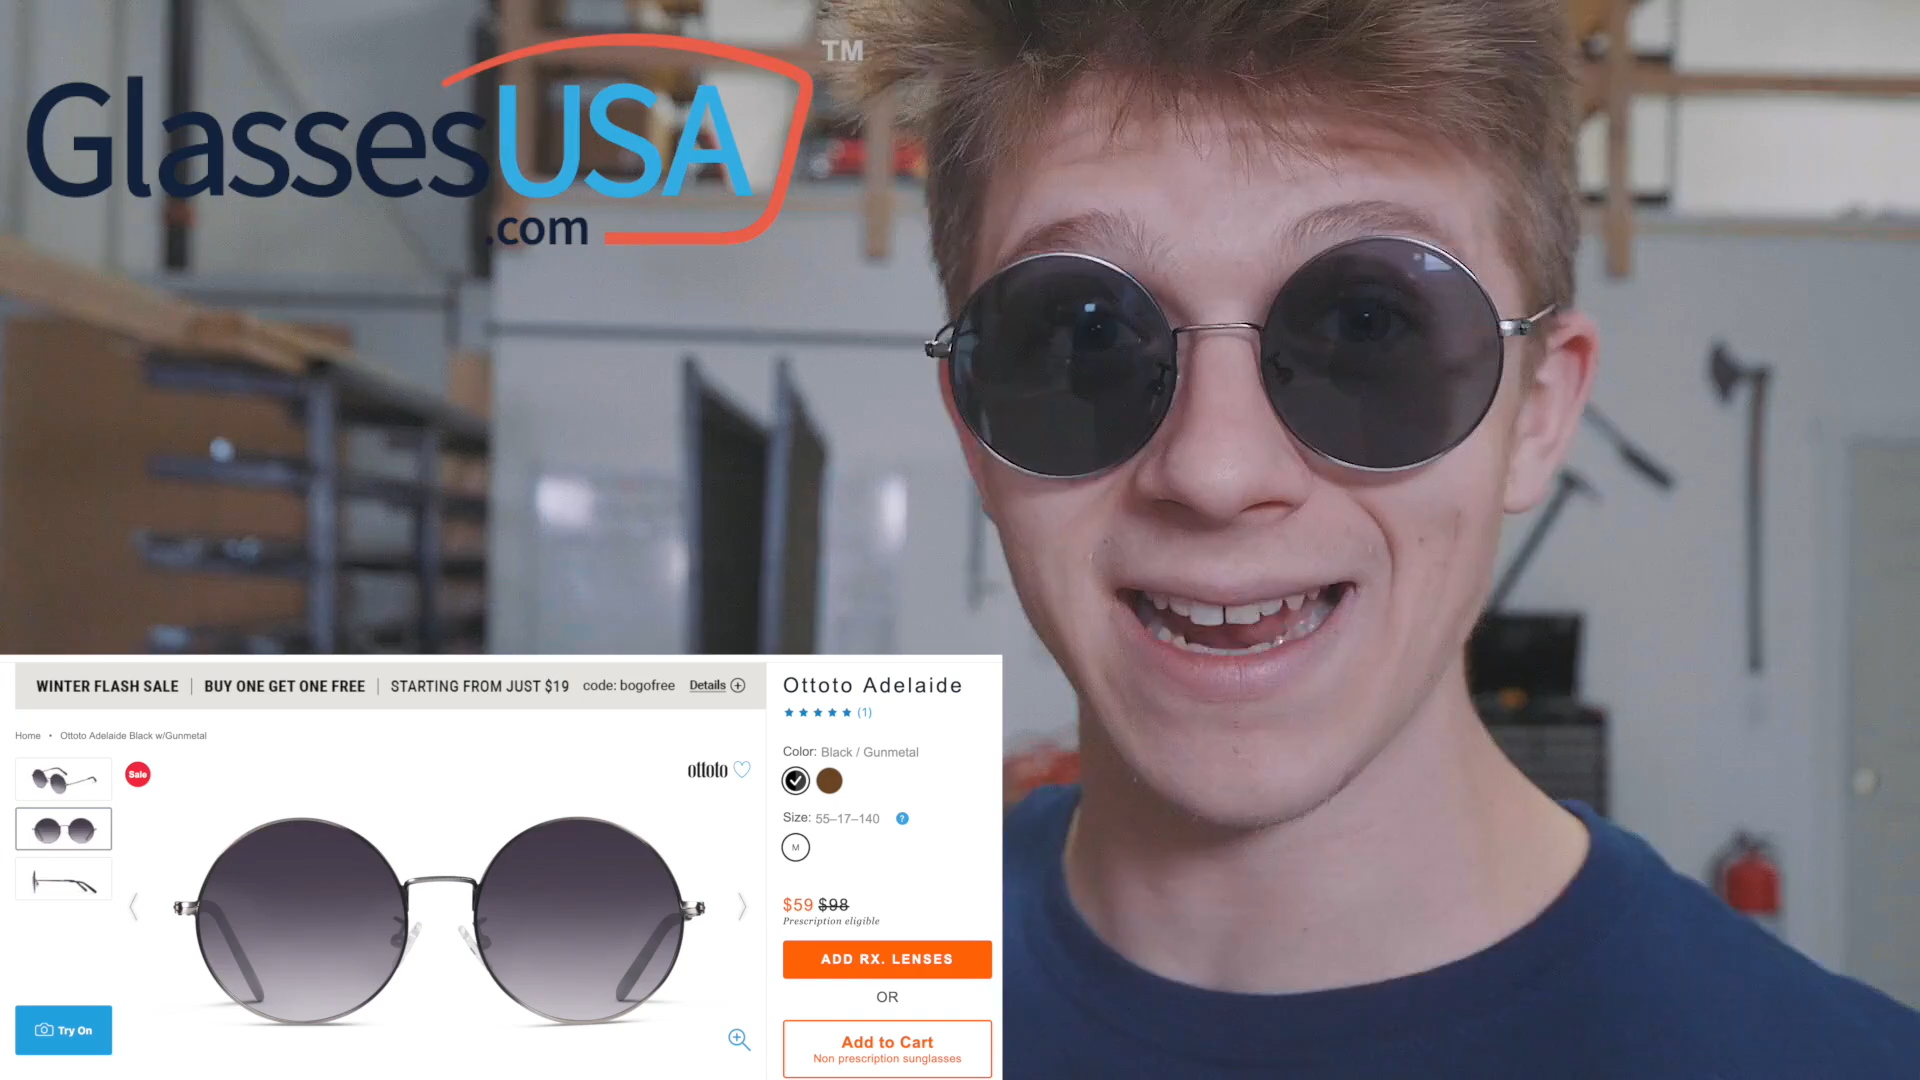 GlassesUSA™
.com
WINTER FLASH SALE | BUY ONE GET ONE FREE | STARTING FROM JUST $19 code: bogofree Details
Home • Ottoto Adelaide Black w/Gunmetal
Sale
ottoto
Try On
Ottoto Adelaide
(1)
Color: Black / Gunmetal
Size: 55–17–140 ?
M
$59 $98
Prescription eligible
ADD RX. LENSES
OR
Add to Cart
Non prescription sunglasses